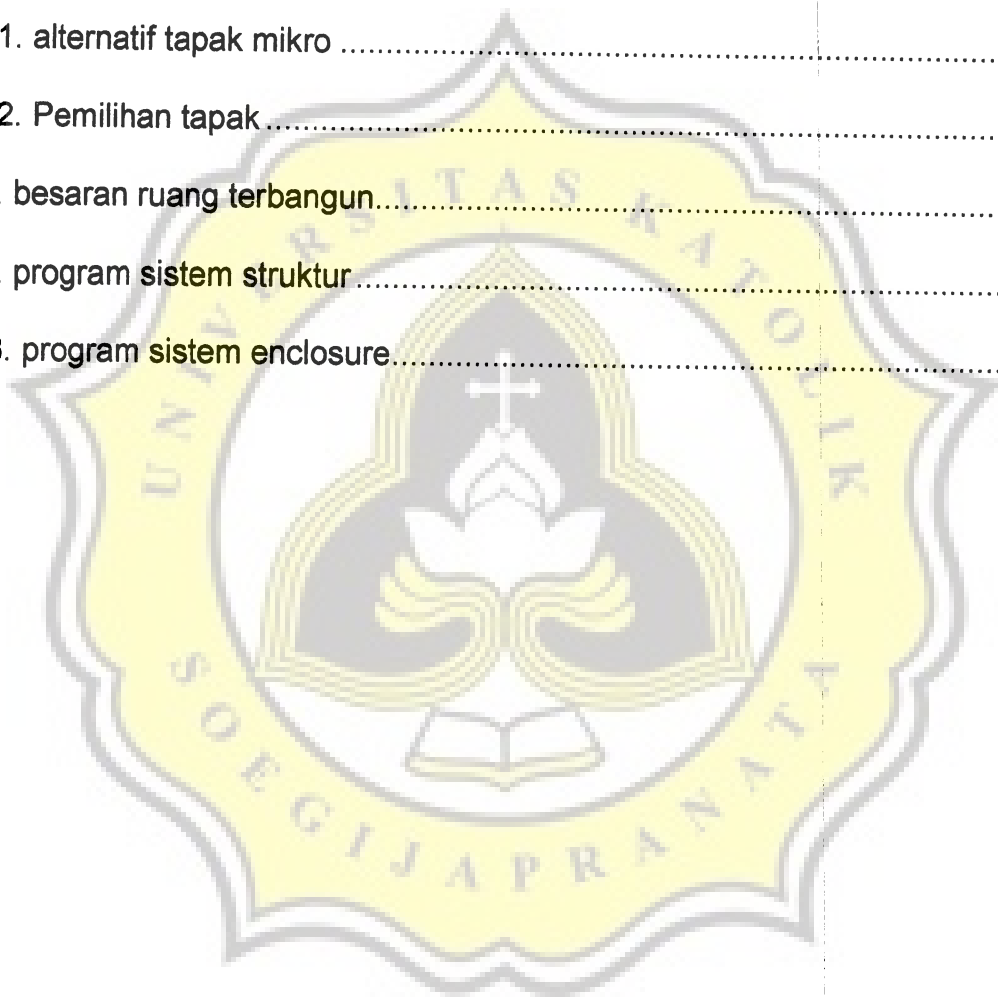 1. alternatif tapak mikro ................................................
2. Pemilihan tapak ................................................
. besaran ruang terbangun ................................................
. program sistem struktur ................................................
3. program sistem enclosure ................................................
UNIVERSITAS KATOLIK
SOEGIJAPRANATA